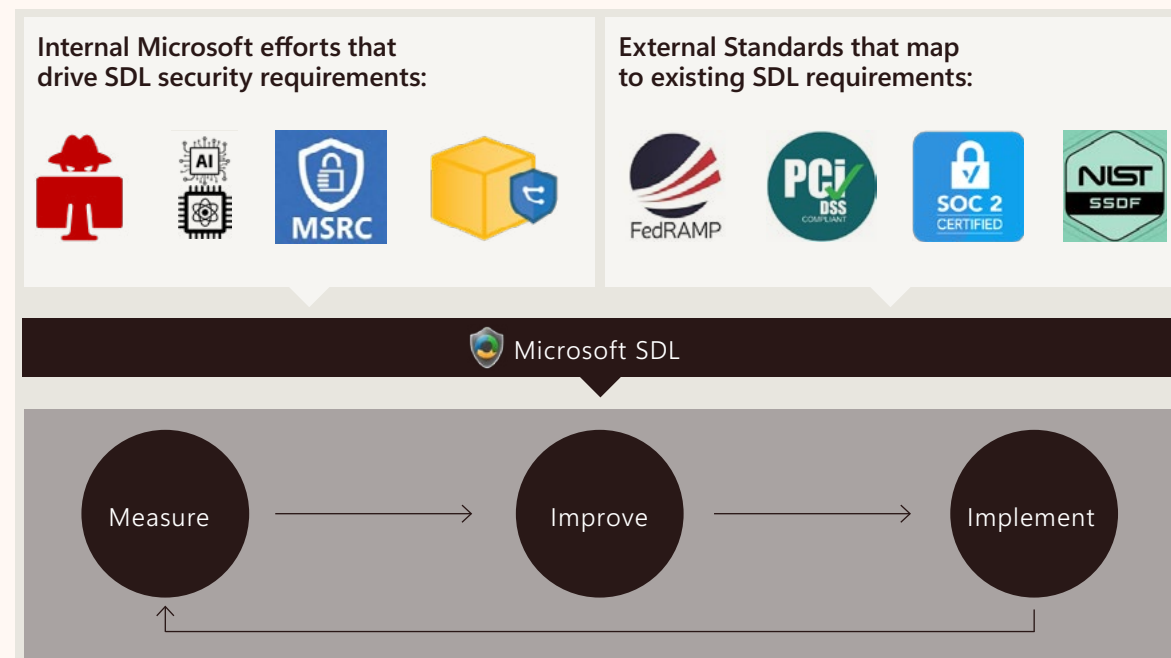 Internal Microsoft efforts that
drive SDL security requirements:
External Standards that map
to existing SDL requirements:
AI
MSRC
FedRAMP
PCi
DSS
COMPLIANT
SOC 2
CERTIFIED
NIST
SSDF
Microsoft SDL
Measure
Improve
Implement